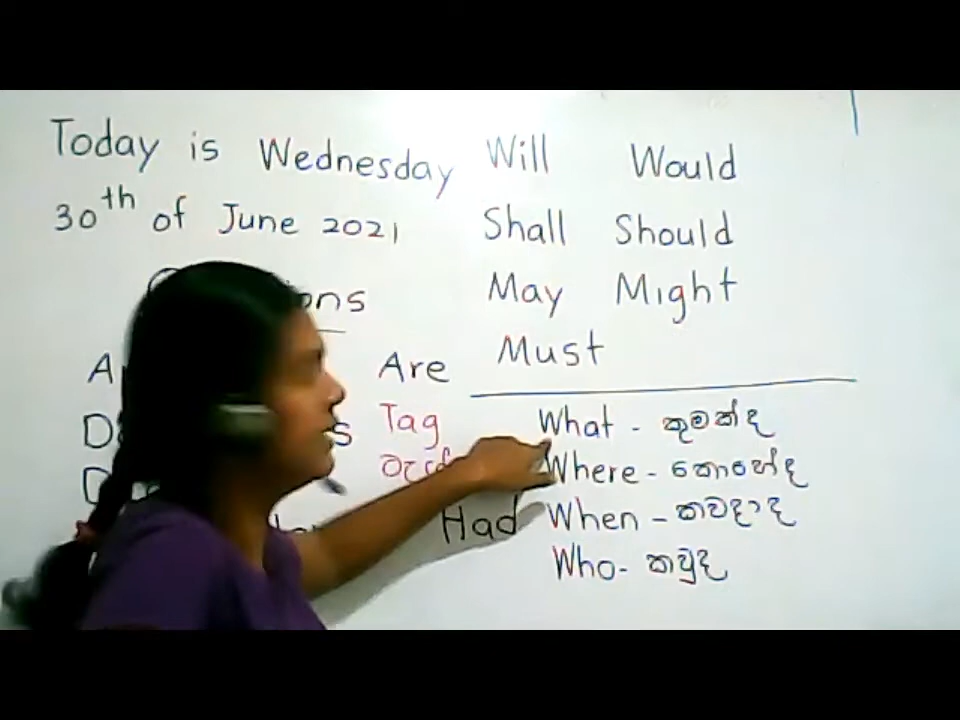 Today is Wednesday
30th of June 2021
Are
Tag
Had
Will Would
Shall Should
May Might
Must
What - කුමක්ද
Where - කොහේද
When - කවදාද
Who - කවුද